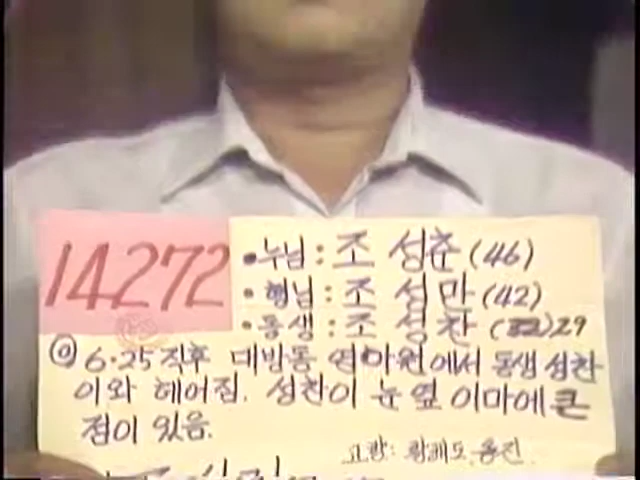 14272
• 누님 : 조 성춘 (46)
• 형님 : 조 성만 (42)
• 동생 : 조 성찬 29
◎ 6·25 직후 대방동 영아원에서 동생 성찬
이와 헤어짐. 성찬이 눈 옆 이마에 큰
점이 있음.
고향: 황해도 옹진